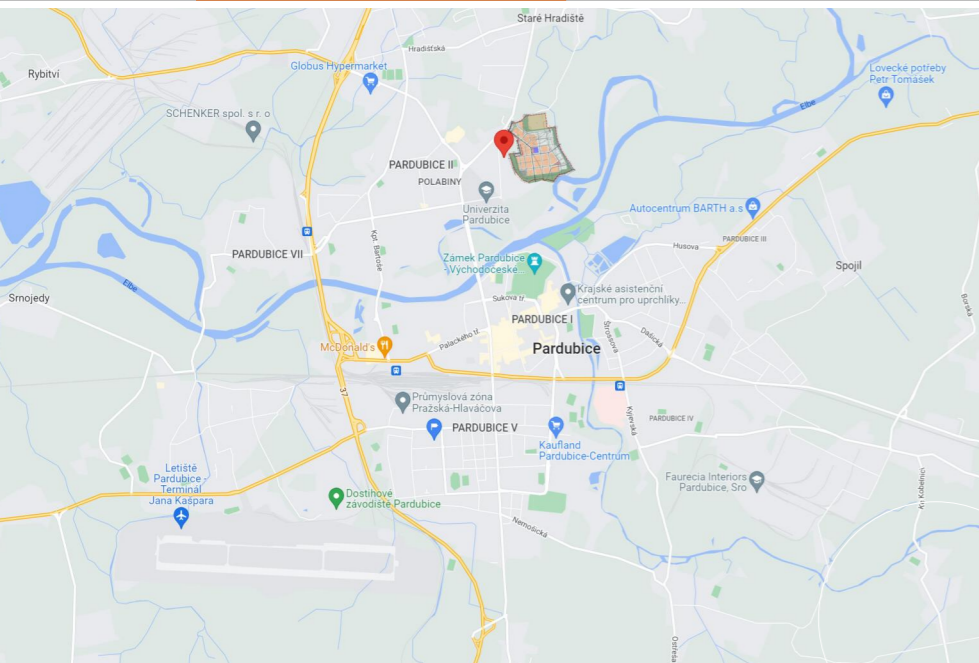 Staré Hradiště
Hradišťská
Rybitví
Globus Hypermarket
Lovecké potřeby
Petr Tomášek
Elbe
SCHENKER spol. s r. o
PARDUBICE II
POLABINY
Univerzita
Pardubice
Autocentrum BARTH a.s
PARDUBICE III
Husova
PARDUBICE VII
Kpt. Bartoše
Zámek Pardubice
- Východočeské...
Spojil
Elbe
Srnojedy
Krajské asistenční
centrum pro uprchlíky...
Sukova tř.
Borská
PARDUBICE I
Štrossova
Dašická
Palackého tř.
McDonald's
Pardubice
37
Průmyslová zóna
Pražská-Hlaváčova
Kyjevská
PARDUBICE IV
PARDUBICE V
Kaufland
Pardubice-Centrum
Letiště
Pardubice -
Terminál
Jana Kašpara
Faurecia Interiors
Pardubice, Sro
Dostihové
závodiště Pardubice
Nemošická